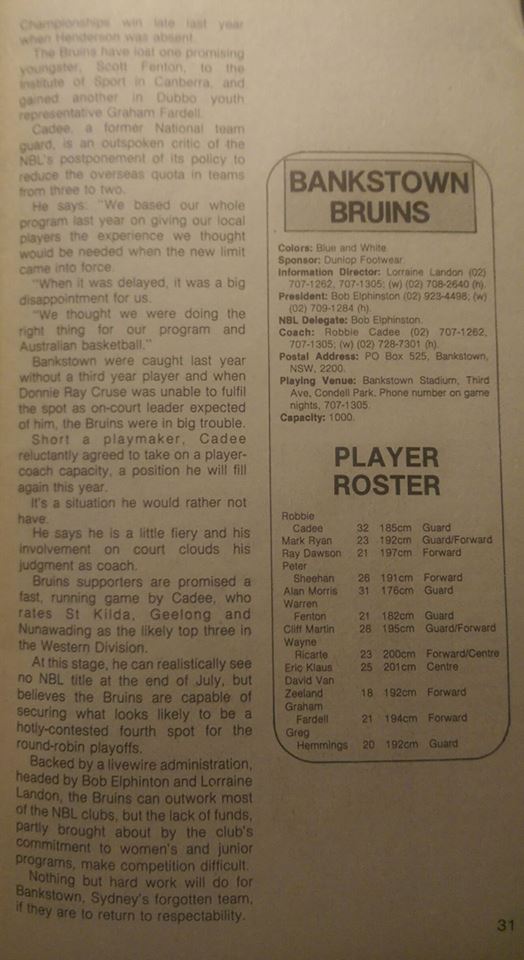 Championships win late last year
when Henderson was absent.
The Bruins have lost one promising
youngster, Scott Fenton, to the
Institute of Sport in Canberra, and
gained another in Dubbo youth
representative Graham Fardell.
Cadee, a former National team
guard, is an outspoken critic of the
NBL's postponement of its policy to
reduce the overseas quota in teams
from three to two.
He says: "We based our whole
program last year on giving our local
players the experience we thought
would be needed when the new limit
came into force.
"When it was delayed, it was a big
disappointment for us.
"We thought we were doing the
right thing for our program and
Australian basketball."
Bankstown were caught last year
without a third year player and when
Donnie Ray Cruse was unable to fulfil
the spot as on-court leader expected
of him, the Bruins were in big trouble.
Short a playmaker, Cadee
reluctantly agreed to take on a player-
coach capacity, a position he will fill
again this year.
It's a situation he would rather not
have.
He says he is a little fiery and his
involvement on court clouds his
judgment as coach.
Bruins supporters are promised a
fast, running game by Cadee, who
rates St Kilda, Geelong and
Nunawading as the likely top three in
the Western Division.
At this stage, he can realistically see
no NBL title at the end of July, but
believes the Bruins are capable of
securing what looks likely to be a
hotly-contested fourth spot for the
round-robin playoffs.
Backed by a livewire administration,
headed by Bob Elphinton and Lorraine
Landon, the Bruins can outwork most
of the NBL clubs, but the lack of funds,
partly brought about by the club's
commitment to women's and junior
programs, make competition difficult.
Nothing but hard work will do for
Bankstown, Sydney's forgotten team,
if they are to return to respectability.
BANKSTOWN
BRUINS
Colors: Blue and White.
Sponsor: Dunlop Footwear.
Information Director: Lorraine Landon (02)
707-1262, 707-1305; (w) (02) 708-2640 (h).
President: Bob Elphinston (02) 923-4498; (w)
(02) 709-1284 (h).
NBL Delegate: Bob Elphinston.
Coach: Robbie Cadee (02) 707-1262,
707-1305; (w) (02) 728-7301 (h).
Postal Address: PO Box 525, Bankstown,
NSW, 2200.
Playing Venue: Bankstown Stadium, Third
Ave, Condell Park. Phone number on game
nights, 707-1305.
Capacity: 1000.
PLAYER
ROSTER
Robbie
Cadee 32 185cm Guard
Mark Ryan 23 192cm Guard/Forward
Ray Dawson 21 197cm Forward
Peter
Sheehan 26 191cm Forward
Alan Morris 31 176cm Guard
Warren
Fenton 21 182cm Guard
Cliff Martin 28 195cm Guard/Forward
Wayne
Ricarte 23 200cm Forward/Centre
Eric Klaus 25 201cm Centre
David Van
Zeeland 18 192cm Forward
Graham
Fardell 21 194cm Forward
Greg
Hemmings 20 192cm Guard
31